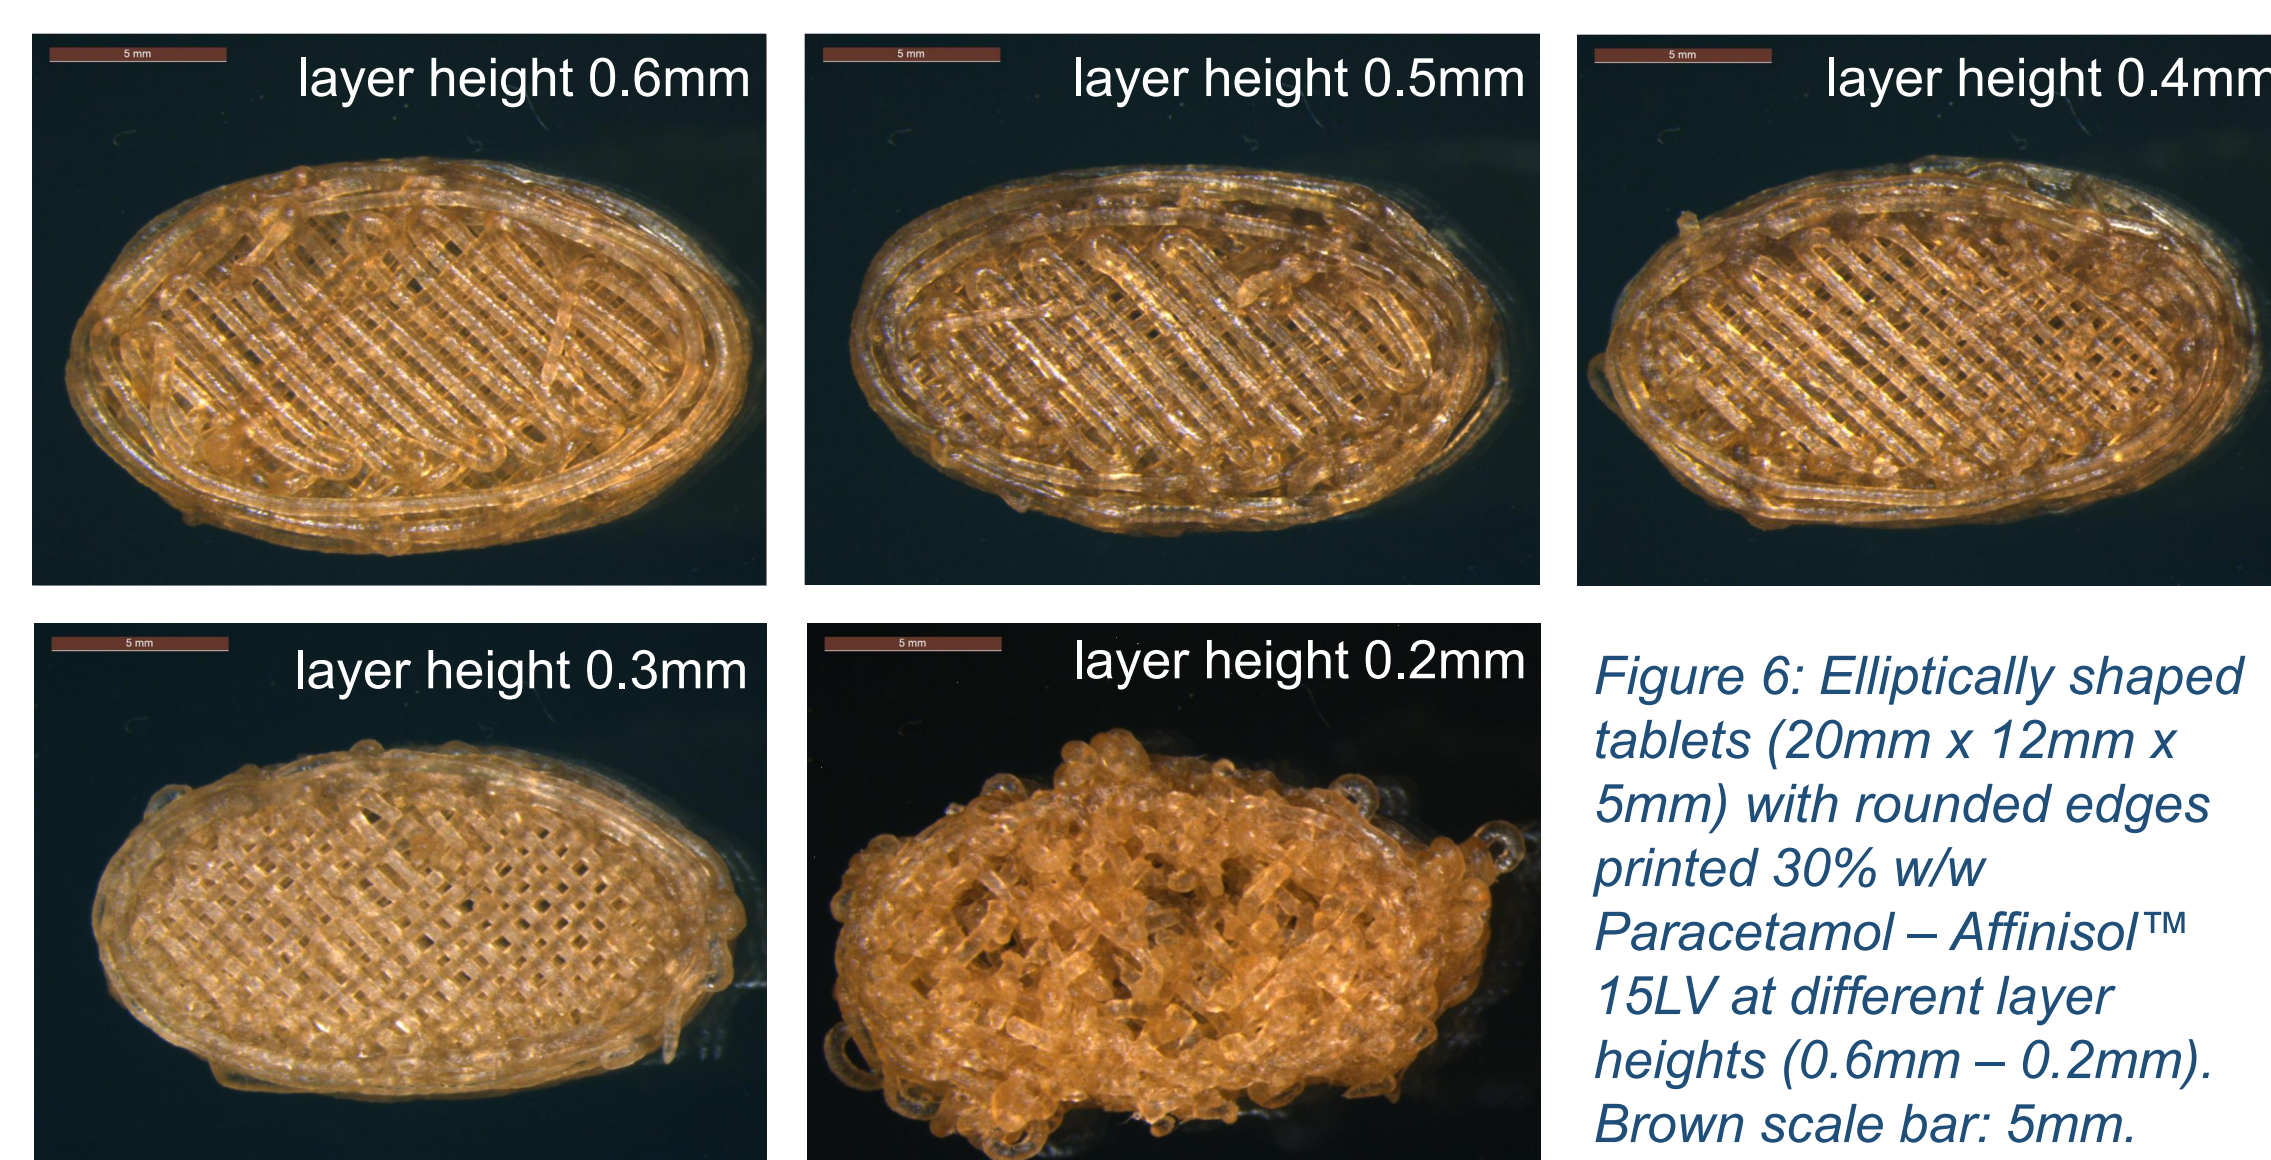 5 mm
layer height 0.6mm
5 mm
layer height 0.5mm
5 mm
layer height 0.4mm
5 mm
layer height 0.3mm
5 mm
layer height 0.2mm
Figure 6: Elliptically shaped
tablets (20mm x 12mm x
5mm) with rounded edges
printed 30% w/w
Paracetamol – Affinisol™
15LV at different layer
heights (0.6mm – 0.2mm).
Brown scale bar: 5mm.